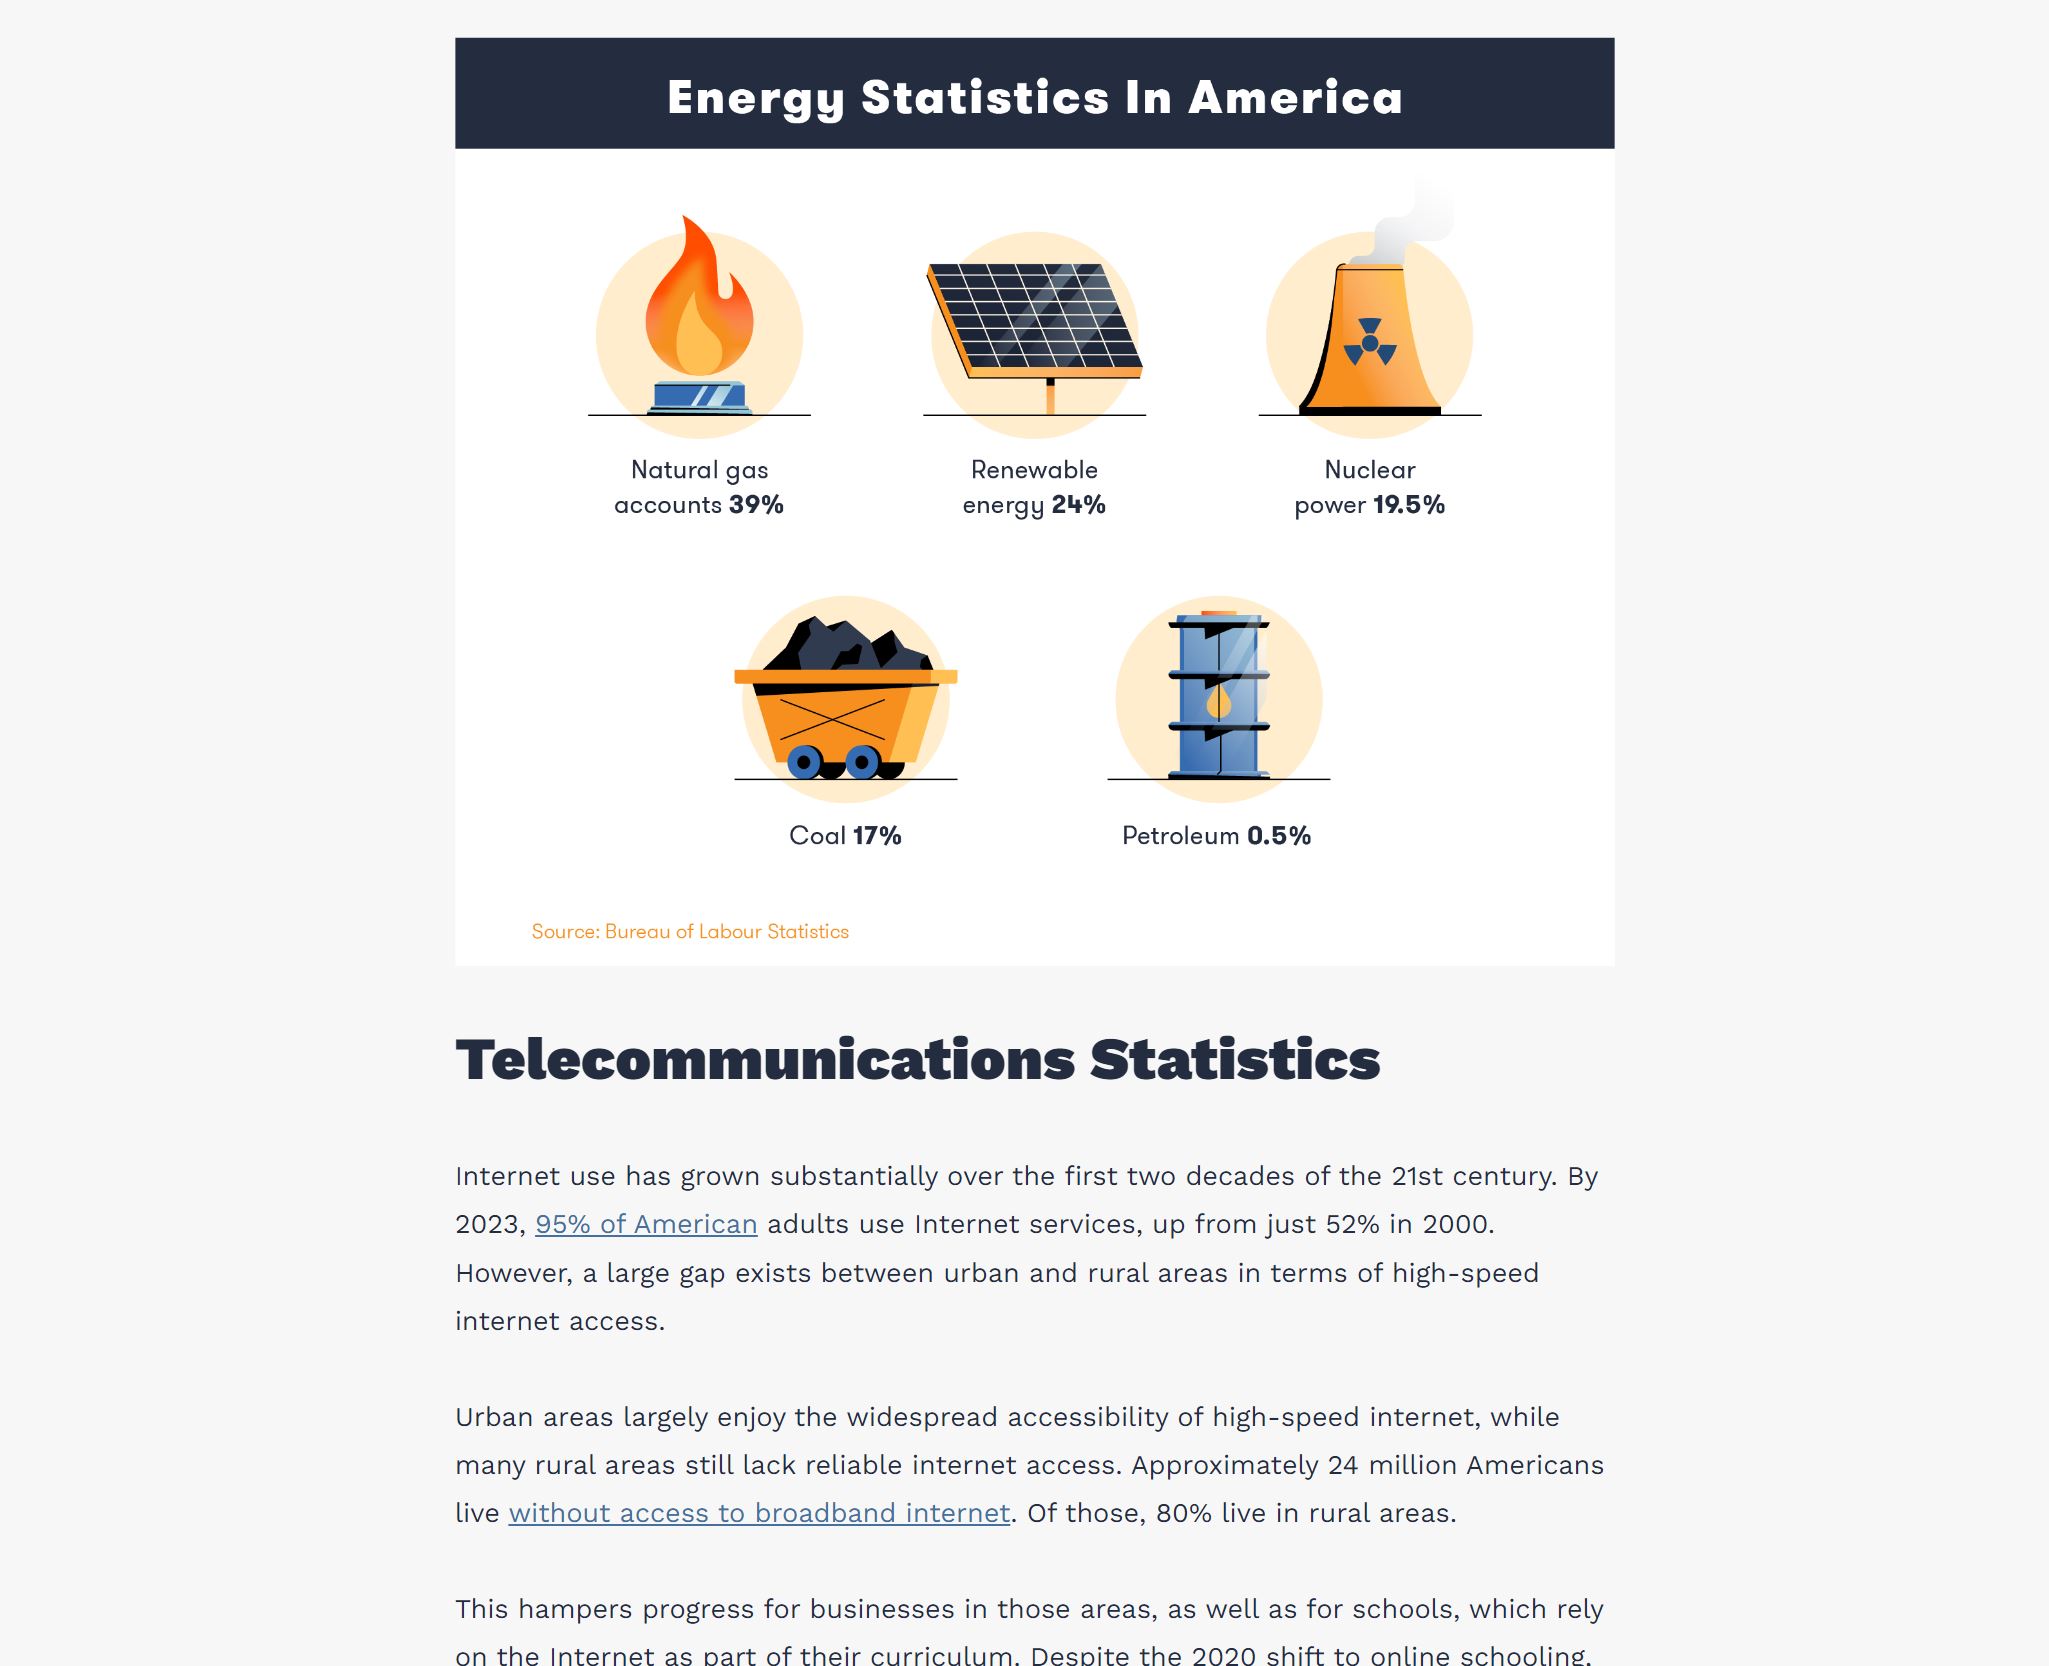 Energy Statistics In America
Natural gas
accounts 39%
Renewable
energy 24%
Nuclear
power 19.5%
Coal 17%
Petroleum 0.5%
Source: Bureau of Labour Statistics
Telecommunications Statistics
Internet use has grown substantially over the first two decades of the 21st century. By
2023, 95% of American adults use Internet services, up from just 52% in 2000.
However, a large gap exists between urban and rural areas in terms of high-speed
internet access.
Urban areas largely enjoy the widespread accessibility of high-speed internet, while
many rural areas still lack reliable internet access. Approximately 24 million Americans
live without access to broadband internet. Of those, 80% live in rural areas.
This hampers progress for businesses in those areas, as well as for schools, which rely
on the Internet as part of their curriculum. Despite the 2020 shift to online schooling,